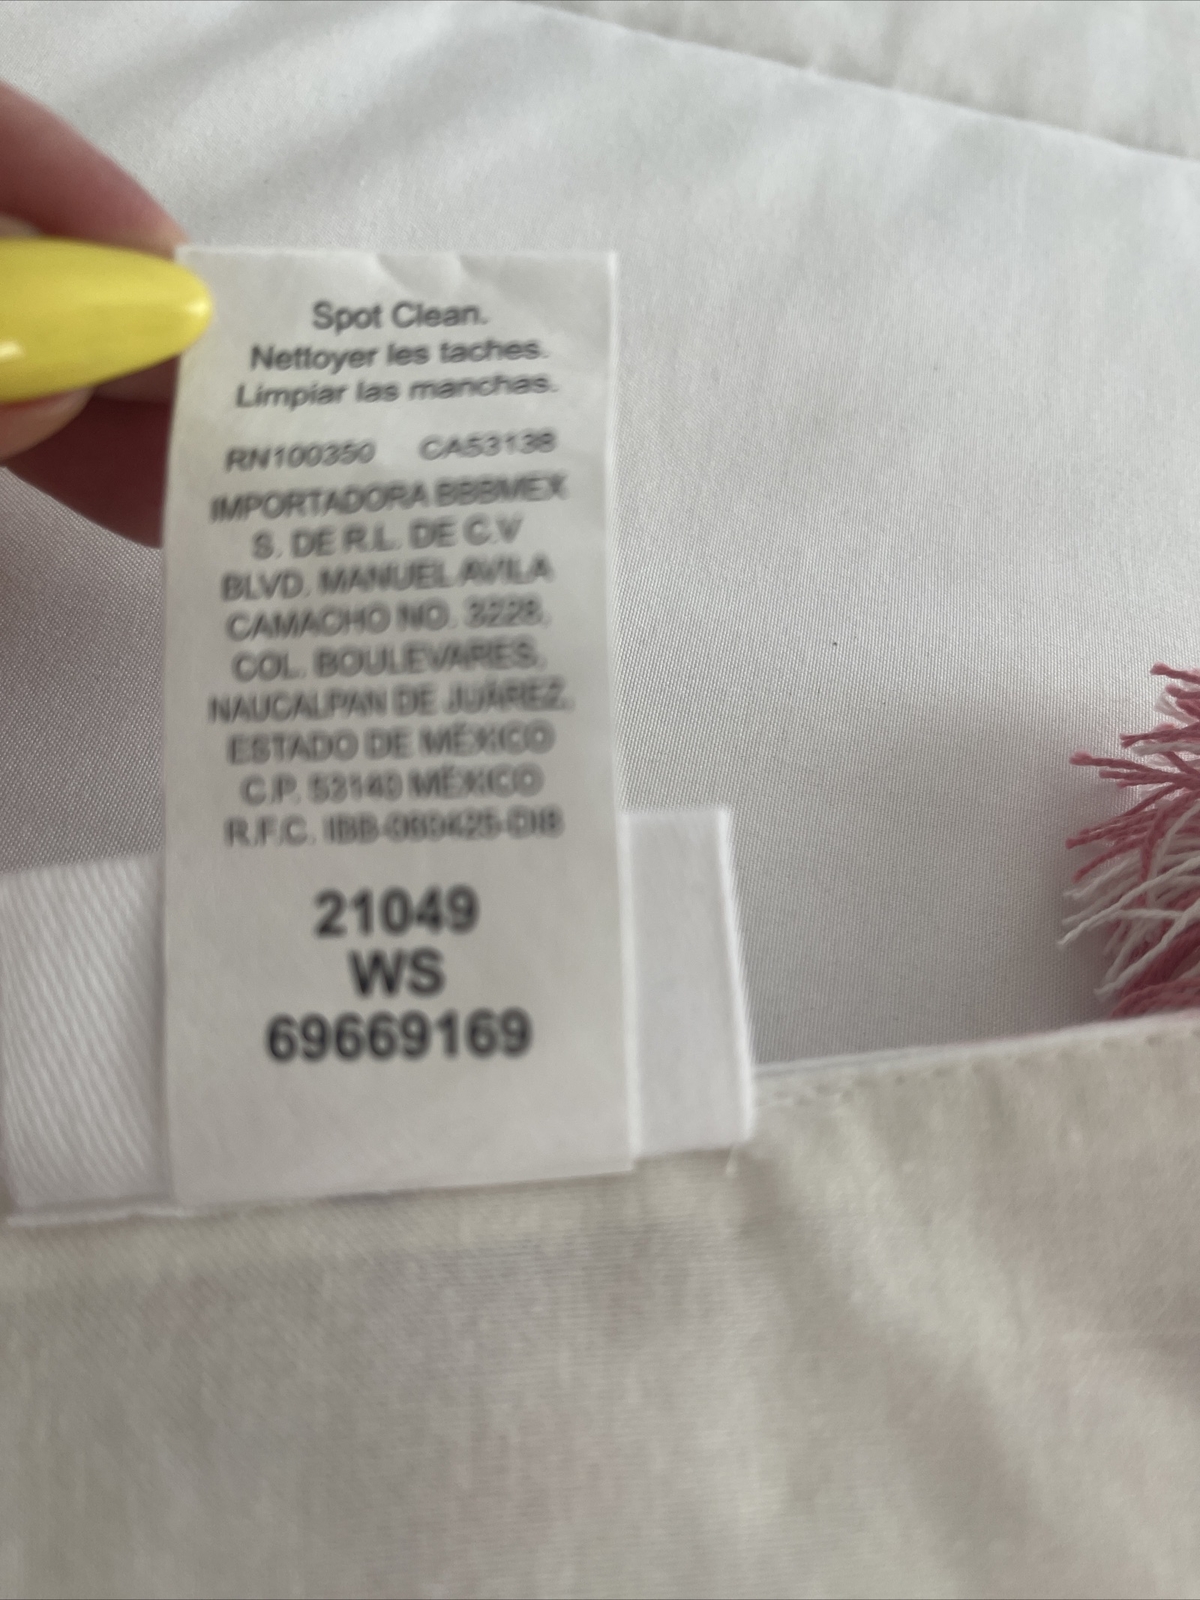 Spot Clean.
Nettoyer les taches.
Limpiar las manchas.
RN100350 CA53138
IMPORTADORA BBBMEX
S. DE R.L. DE C.V
BLVD. MANUEL AVILA
CAMACHO NO. 3228,
COL. BOULEVARES,
NAUCALPAN DE JUÁREZ,
ESTADO DE MÉXICO
C.P. 53140 MÉXICO
R.F.C.
21049
WS
69669169